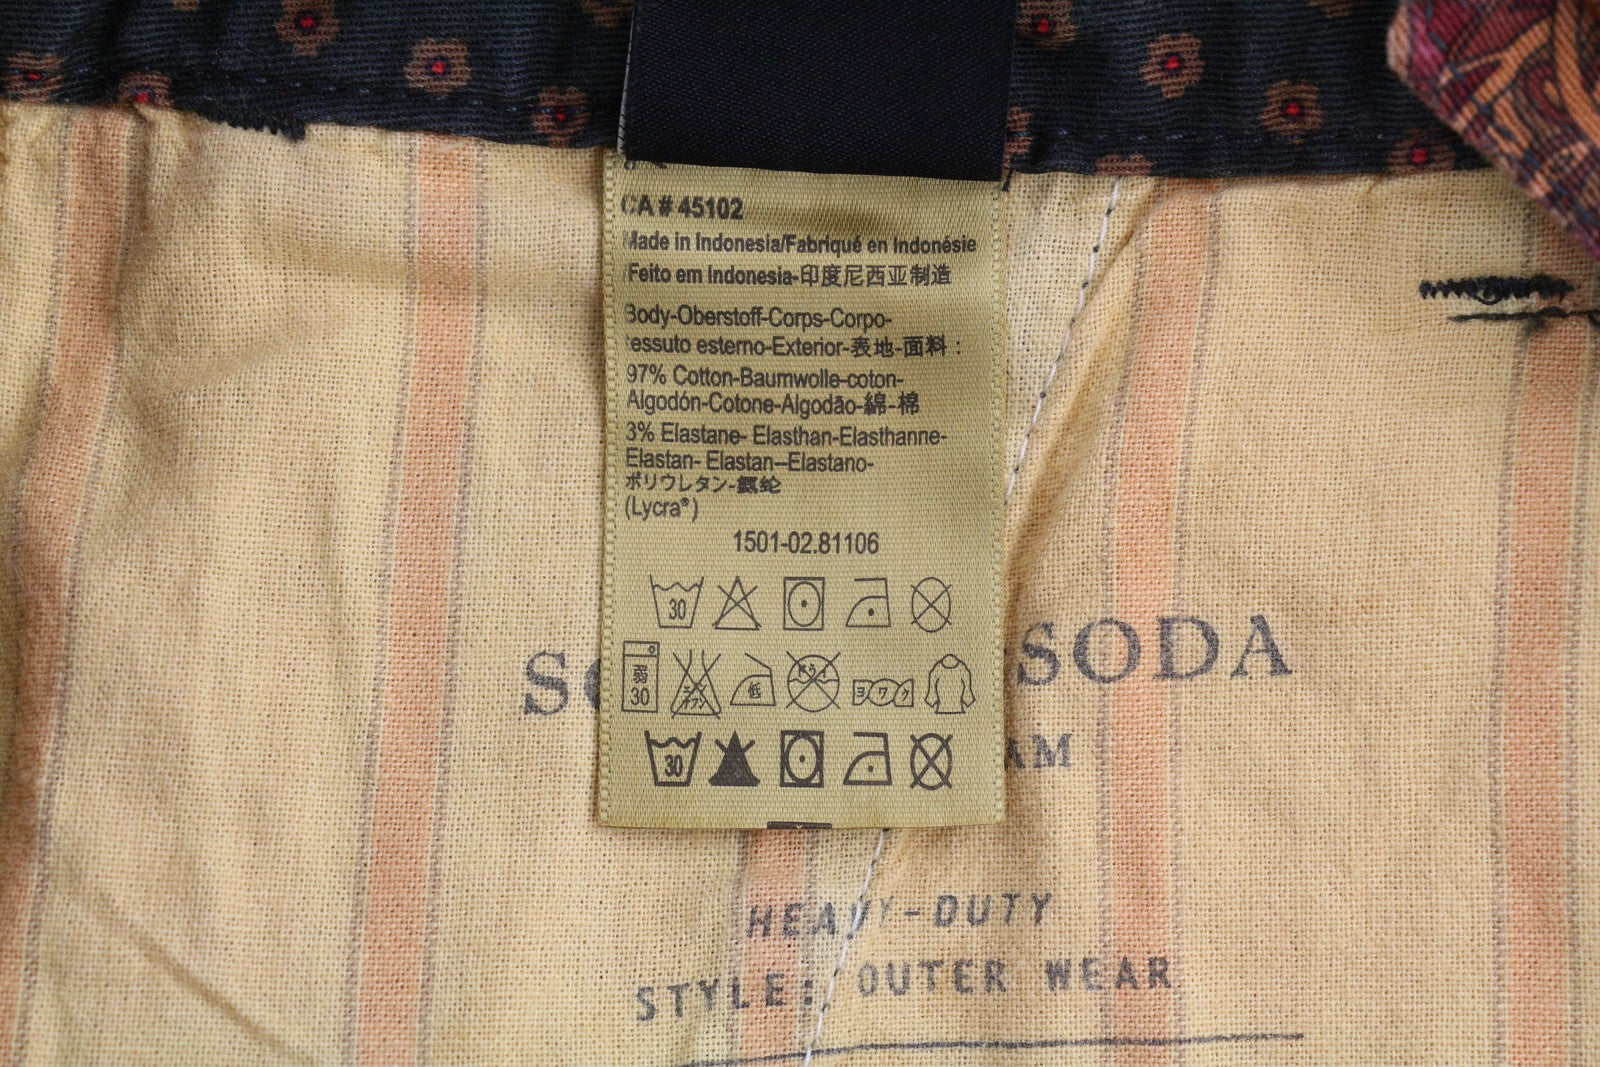 CA # 45102
Made in Indonesia/Fabriqué en Indonésie
/Feito em Indonesia-印度尼西亚制造
Body-Oberstoff-Corps-Corpo-
tessuto esterno-Exterior-表地-面料：
97% Cotton-Baumwolle-coton-
Algodón-Cotone-Algodão-綿-棉
3% Elastane- Elasthan-Elasthanne-
Elastan- Elastan--Elastano-
ポリウレタン-氨纶
(Lycra®)
1501-02.81106
30
弱 30 低 ドライ ヨワク
30
SC SODA
AM
HEAVY-DUTY
STYLE: OUTER WEAR